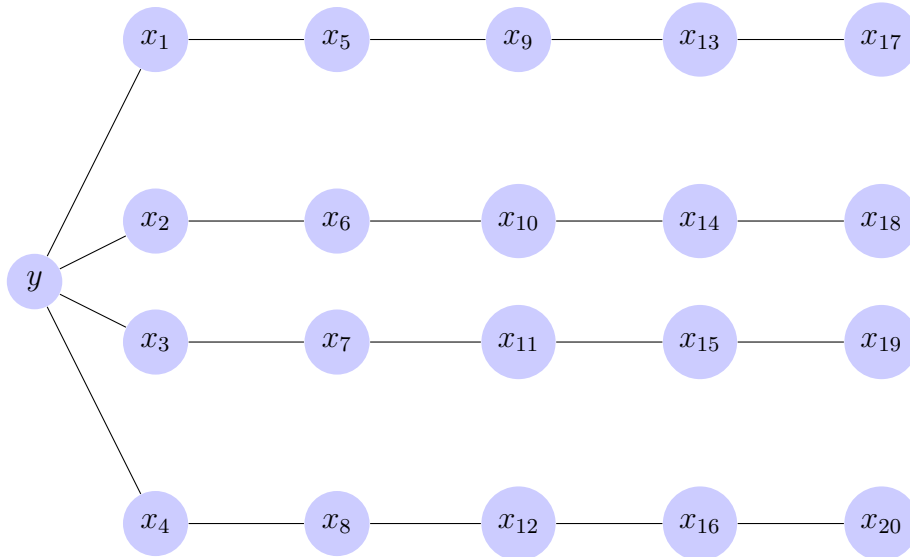 x₁ x₅ x₉ x₁₃ x₁₇
x₂ x₆ x₁₀ x₁₄ x₁₈
y
x₃ x₇ x₁₁ x₁₅ x₁₉
x₄ x₈ x₁₂ x₁₆ x₂₀